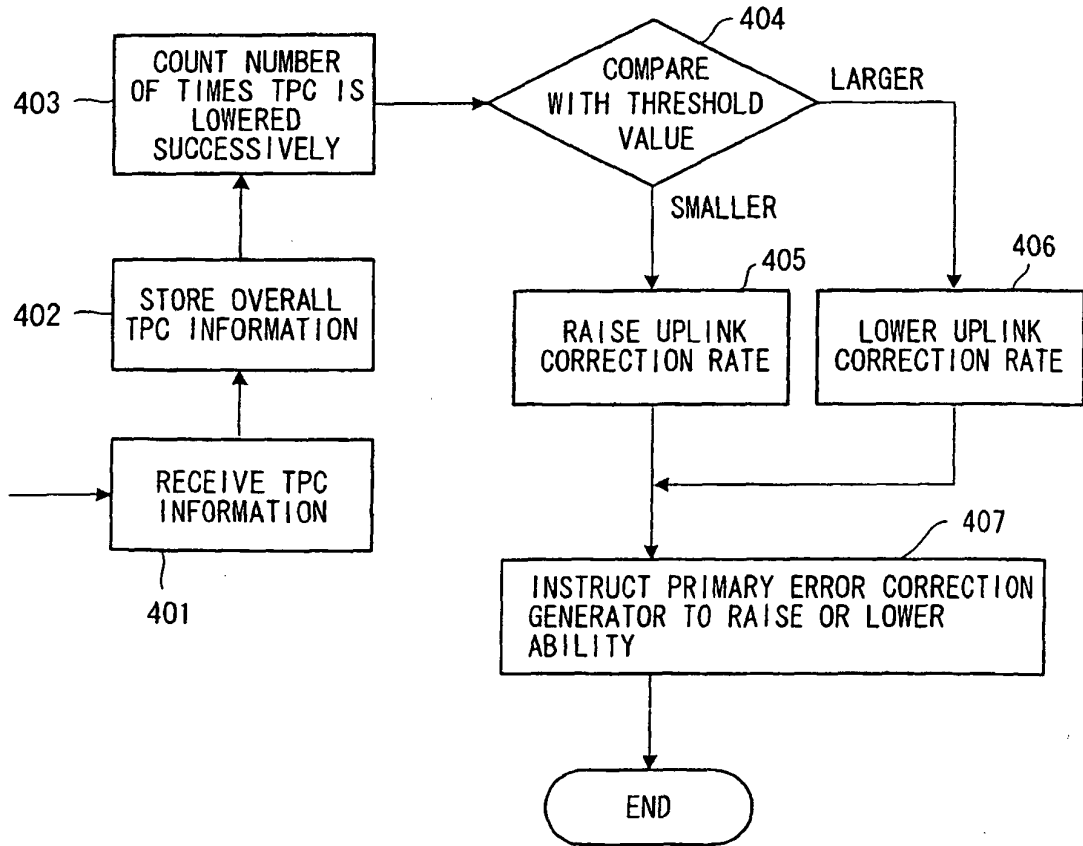 403
COUNT NUMBER
OF TIMES TPC IS
LOWERED
SUCCESSIVELY
404
COMPARE
WITH THRESHOLD
VALUE
LARGER
SMALLER
402
STORE OVERALL
TPC INFORMATION
405
RAISE UPLINK
CORRECTION RATE
406
LOWER UPLINK
CORRECTION RATE
RECEIVE TPC
INFORMATION
401
407
INSTRUCT PRIMARY ERROR CORRECTION
GENERATOR TO RAISE OR LOWER
ABILITY
END